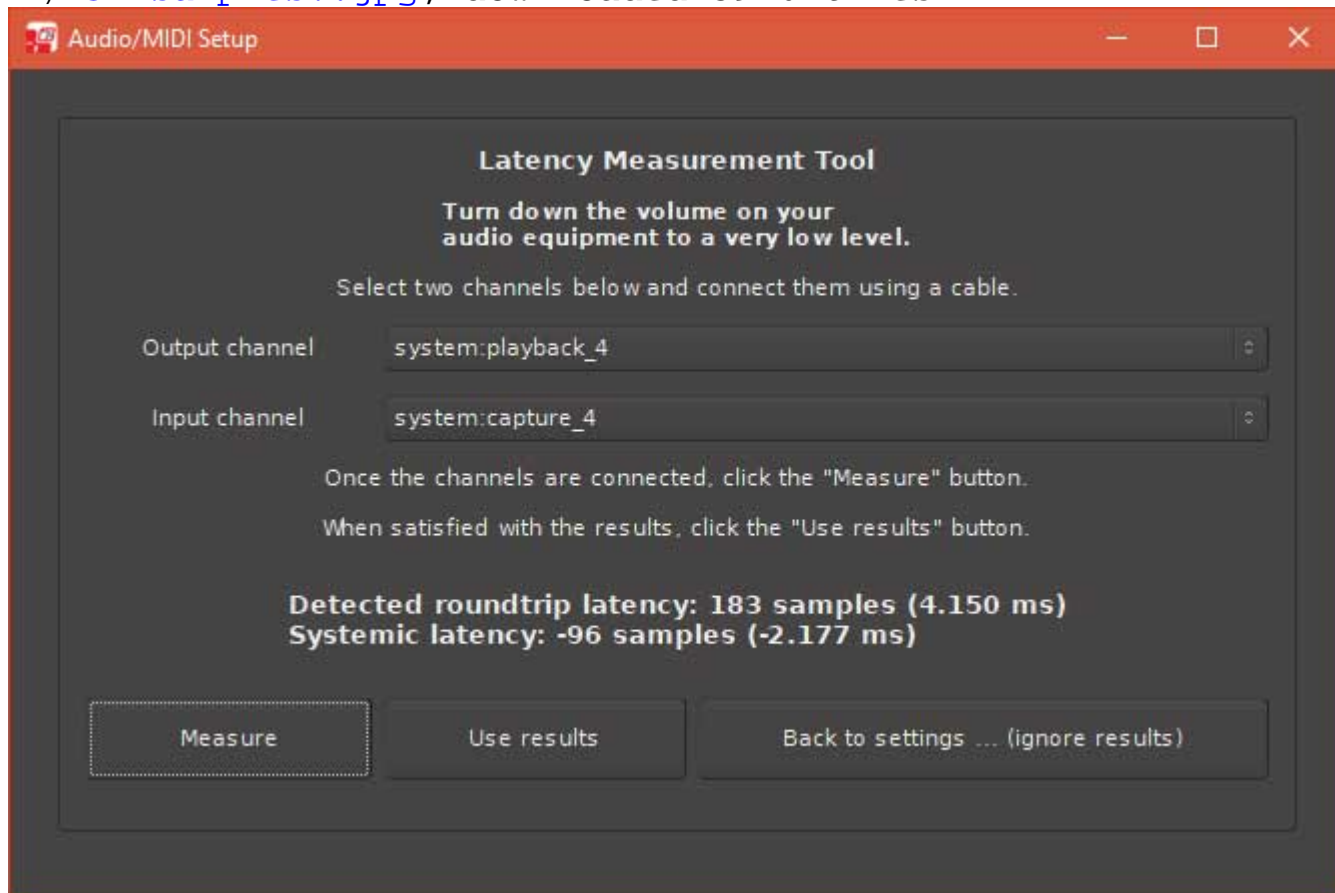 Audio/MIDI Setup
Latency Measurement Tool
Turn down the volume on your
audio equipment to a very low level.
Select two channels below and connect them using a cable.
Output channel system:playback_4
Input channel system:capture_4
Once the channels are connected, click the "Measure" button.
When satisfied with the results, click the "Use results" button.
Detected roundtrip latency: 183 samples (4.150 ms)
Systemic latency: -96 samples (-2.177 ms)
Measure Use results Back to settings ... (ignore results)